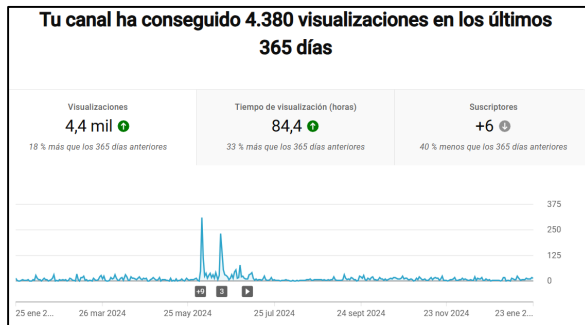 Tu canal ha conseguido 4.380 visualizaciones en los últimos
365 días
Visualizaciones
4,4 mil
18 % más que los 365 días anteriores
Tiempo de visualización (horas)
84,4
33 % más que los 365 días anteriores
Suscriptores
+6
40 % menos que los 365 días anteriores
375
250
125
0
+9 3
25 ene 2... 26 mar 2024 25 may 2024 25 jul 2024 24 sept 2024 23 nov 2024 23 ene 2...